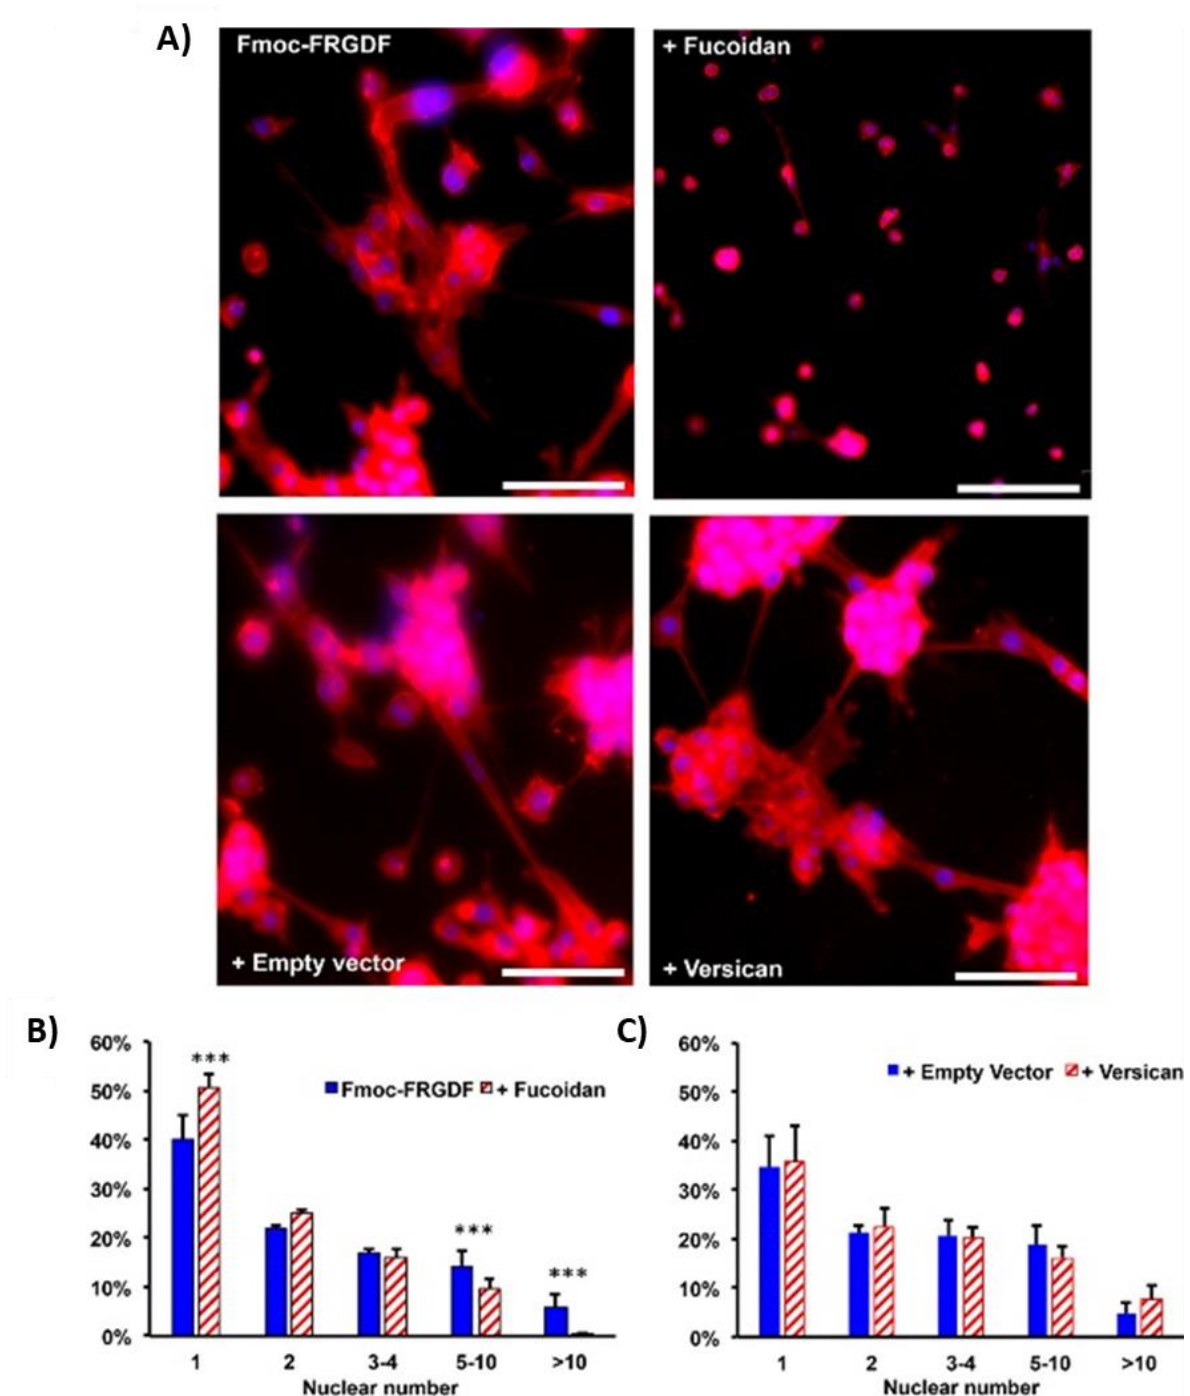 A)
Fmoc-FRGDF
+ Fucoidan
+ Empty vector
+ Versican
B)
60%
50%
40%
30%
20%
10%
0%
***
***
***
Fmoc-FRGDF + Fucoidan
1 2 3-4 5-10 >10
Nuclear number
C)
60%
50%
40%
30%
20%
10%
0%
+ Empty Vector + Versican
1 2 3-4 5-10 >10
Nuclear number